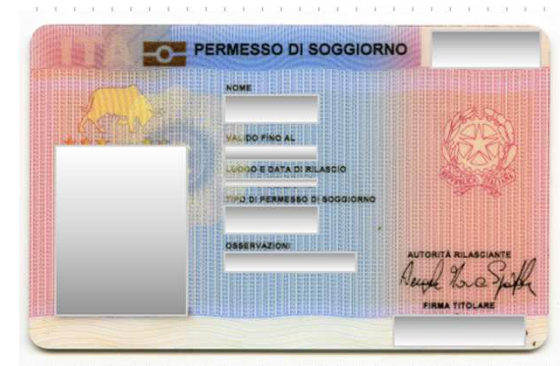 ITA PERMESSO DI SOGGIORNO
NOME
VALIDO FINO AL
LUOGO E DATA DI RILASCIO
TIPO DI PERMESSO DI SOGGIORNO
OSSERVAZIONI
AUTORITÀ RILASCIANTE
FIRMA TITOLARE